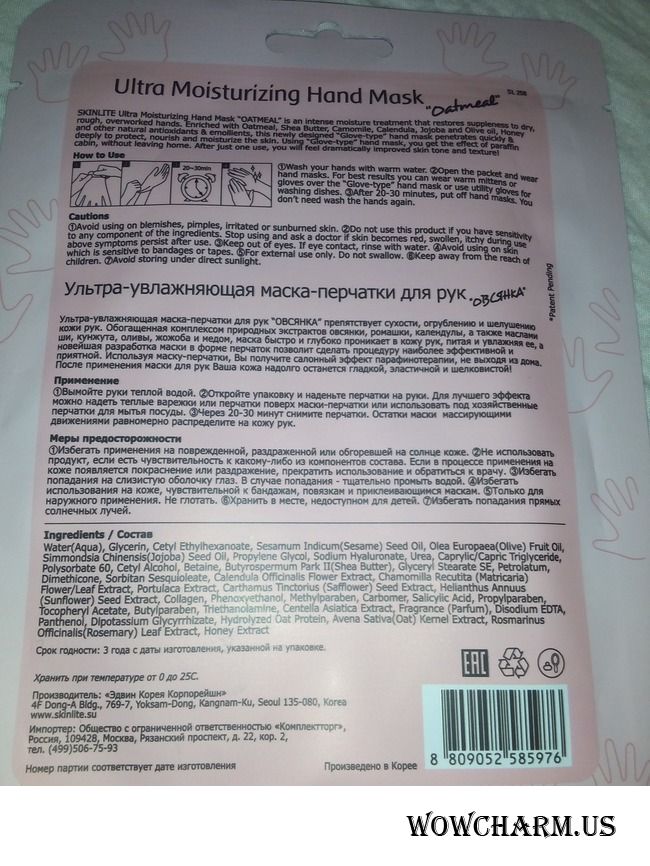 Ultra Moisturizing Hand Mask "Oatmeal" SL 258
SKINLITE Ultra Moisturizing Hand Mask "OATMEAL" is an intense moisture treatment that restores suppleness to dry,
rough, overworked hands. Enriched with Oatmeal, Shea Butter, Camomile, Calendula, Jojoba and Olive oil, Honey
and other natural antioxidants & emollients, this newly designed "Glove-type" hand mask penetrates quickly &
deeply to protect, nourish and moisturize the skin. Using "Glove-type" hand mask, you get the effect of paraffin
cabin, without leaving home. After just one use, you will feel dramatically improved skin tone and texture!
How to Use
1 2 3 20~30min 4
①Wash your hands with warm water. ②Open the packet and wear
hand masks. For best results you can wear warm mittens or
gloves over the "Glove-type" hand mask or use utility gloves for
washing dishes. ③After 20-30 minutes, put off hand masks. You
don't need wash the hands again.
Cautions
①Avoid using on blemishes, pimples, irritated or sunburned skin. ②Do not use this product if you have sensitivity
to any component of the ingredients. Stop using and ask a doctor if skin becomes red, swollen, itchy during use
above symptoms persist after use. ③Keep out of eyes. If eye contact, rinse with water. ④Avoid using on skin
which is sensitive to bandages or tapes. ⑤For external use only. Do not swallow. ⑥Keep away from the reach of
children. ⑦Avoid storing under direct sunlight.
*Patent Pending
Ультра-увлажняющая маска-перчатки для рук "ОВСЯНКА"
Ультра-увлажняющая маска-перчатки для рук "ОВСЯНКА" препятствует сухости, огрублению и шелушению
кожи рук. Обогащенная комплексом природных экстрактов овсянки, ромашки, календулы, а также маслами
ши, кунжута, оливы, жожоба и медом, маска быстро и глубоко проникает в кожу рук, питая и увлажняя ее, а
новейшая разработка маски в форме перчаток позволит сделать процедуру наиболее эффективной и
приятной. Используя маску-перчатки, Вы получите салонный эффект парафинотерапии, не выходя из дома.
После применения маски для рук Ваша кожа надолго останется гладкой, эластичной и шелковистой!
Применение
①Вымойте руки теплой водой. ②Откройте упаковку и наденьте перчатки на руки. Для лучшего эффекта
можно надеть теплые варежки или перчатки поверх маски-перчатки или использовать под хозяйственные
перчатки для мытья посуды. ③Через 20-30 минут снимите перчатки. Остатки маски массирующими
движениями равномерно распределите на кожу рук.
Меры предосторожности
①Избегать применения на поврежденной, раздраженной или обгоревшей на солнце коже. ②Не использовать
продукт, если есть чувствительность к какому-либо из компонентов состава. Если в процессе применения на
коже появляется покраснение или раздражение, прекратить использование и обратиться к врачу. ③Избегать
попадания на слизистую оболочку глаз. В случае попадания - тщательно промыть водой. ④Избегать
использования на коже, чувствительной к бандажам, повязкам и приклеивающимся маскам. ⑤Только для
наружного применения. Не глотать. ⑥Хранить в месте, недоступном для детей. ⑦Избегать попадания прямых
солнечных лучей.
Ingredients / Состав
Water(Aqua), Glycerin, Cetyl Ethylhexanoate, Sesamum Indicum(Sesame) Seed Oil, Olea Europaea(Olive) Fruit Oil,
Simmondsia Chinensis(Jojoba) Seed Oil, Propylene Glycol, Sodium Hyaluronate, Urea, Caprylic/Capric Triglyceride,
Polysorbate 60, Cetyl Alcohol, Betaine, Butyrospermum Park II(Shea Butter), Glyceryl Stearate SE, Petrolatum,
Dimethicone, Sorbitan Sesquioleate, Calendula Officinalis Flower Extract, Chamomilla Recutita (Matricaria)
Flower/Leaf Extract, Portulaca Extract, Carthamus Tinctorius (Safflower) Seed Extract, Helianthus Annuus
(Sunflower) Seed Extract, Collagen, Phenoxyethanol, Methylparaben, Carbomer, Salicylic Acid, Propylparaben,
Tocopheryl Acetate, Butylparaben, Triethanolamine, Centella Asiatica Extract, Fragrance (Parfum), Disodium EDTA,
Panthenol, Dipotassium Glycyrrhizate, Hydrolyzed Oat Protein, Avena Sativa(Oat) Kernel Extract, Rosmarinus
Officinalis(Rosemary) Leaf Extract, Honey Extract
Срок годности: 3 года с даты изготовления, указанной на упаковке.
Хранить при температуре от 0 до 25С.
EAC
Производитель: «Эдвин Корея Корпорейшн»
4F Dong-A Bldg., 769-7, Yoksam-Dong, Kangnam-Ku, Seoul 135-080, Korea
www.skinlite.su
Импортер: Общество с ограниченной ответственностью «Комплектторг»,
Россия, 109428, Москва, Рязанский проспект, д. 22, кор. 2,
тел. (499)506-75-93
Номер партии соответствует дате изготовления Произведено в Корее
8 809052 585976
WOWCHARM.US